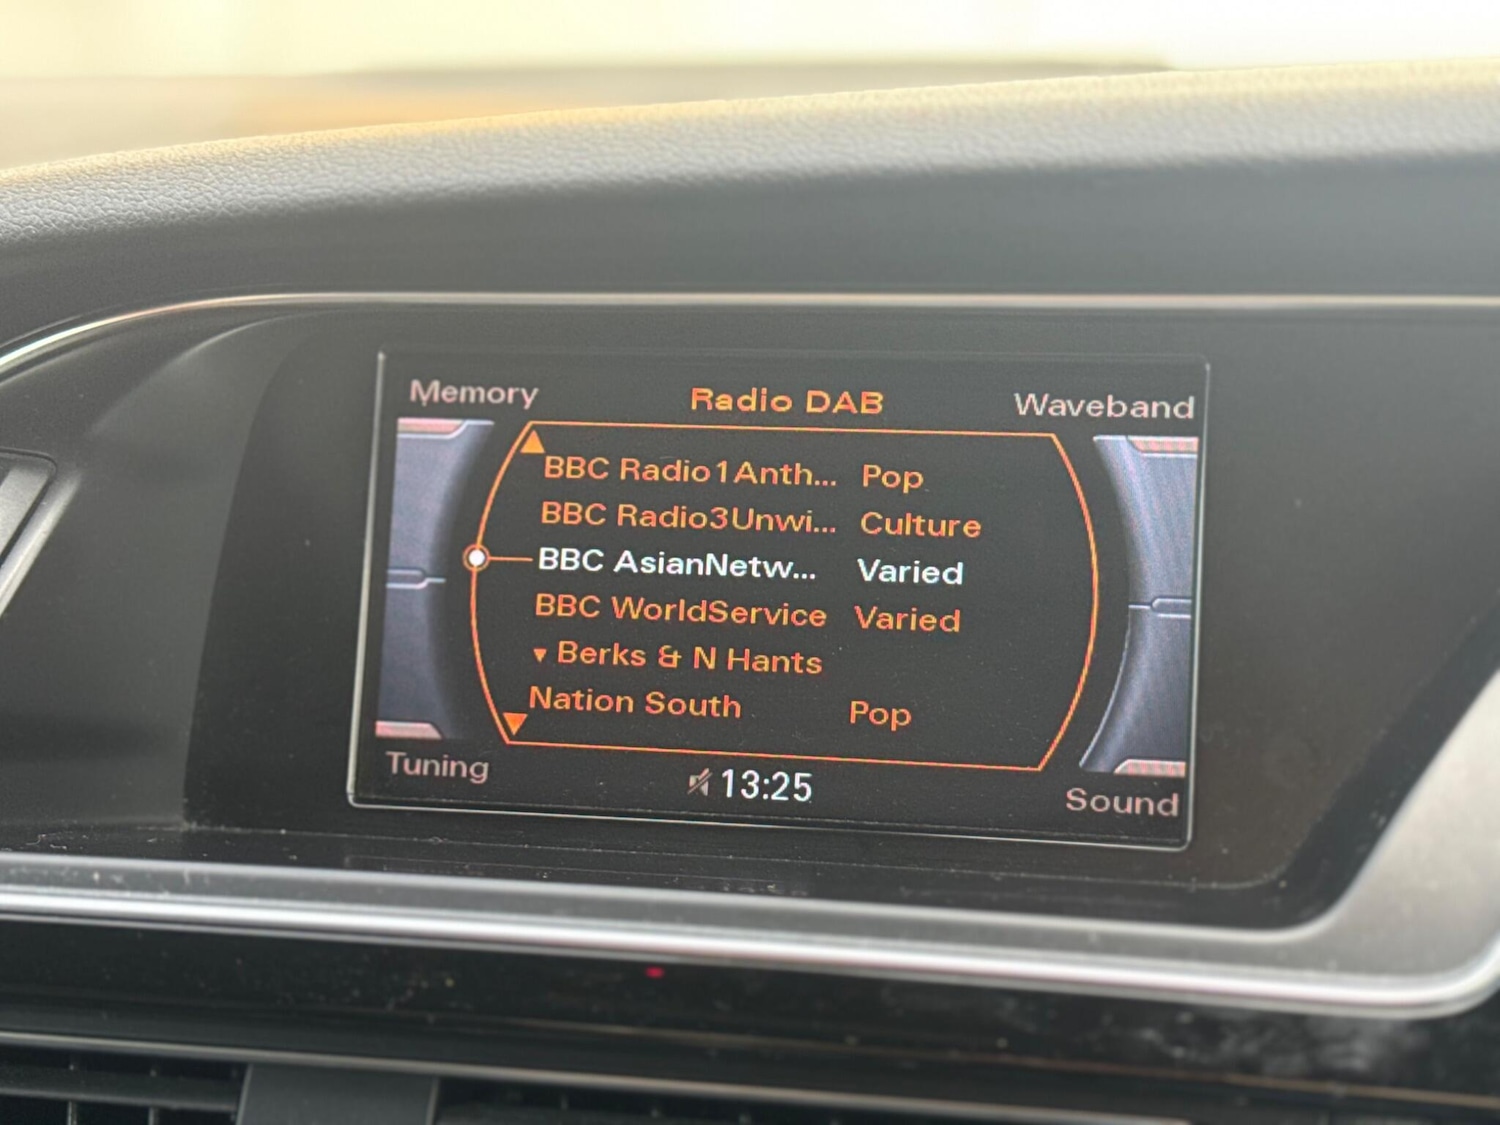 Memory Radio DAB Waveband
BBC Radio1Anth... Pop
BBC Radio3Unwi... Culture
BBC AsianNetw... Varied
BBC WorldService Varied
▼ Berks & N Hants
Nation South Pop
Tuning 13:25 Sound